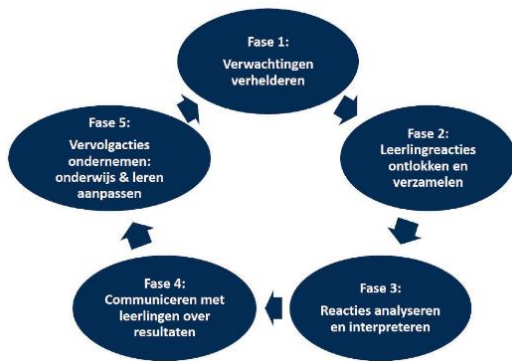 Fase 1:
Verwachtingen
verhelderen
Fase 2:
Leerlingreacties
ontlokken en
verzamelen
Fase 3:
Reacties analyseren
en interpreteren
Fase 4:
Communiceren met
leerlingen over
resultaten
Fase 5:
Vervolgacties
ondernemen:
onderwijs & leren
aanpassen